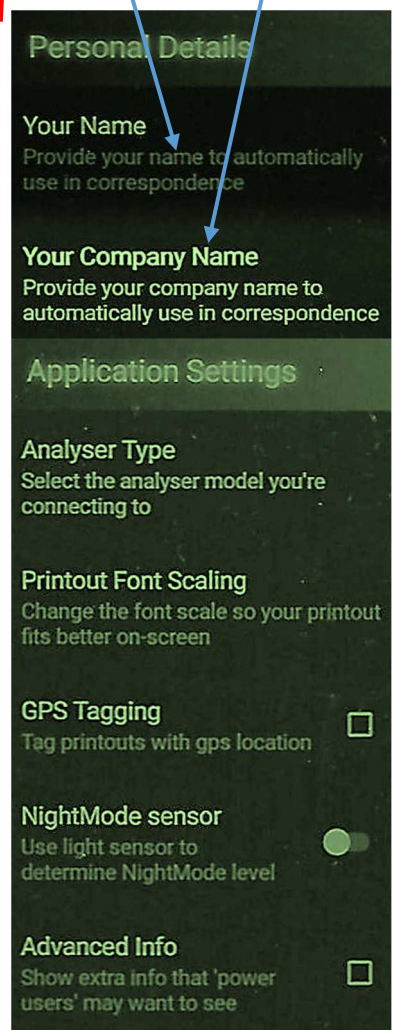 Personal Details
Your Name
Provide your name to automatically
use in correspondence
Your Company Name
Provide your company name to
automatically use in correspondence
Application Settings
Analyser Type
Select the analyser model you're
connecting to
Printout Font Scaling
Change the font scale so your printout
fits better on-screen
GPS Tagging
Tag printouts with gps location
NightMode sensor
Use light sensor to
determine NightMode level
Advanced Info
Show extra info that 'power
users' may want to see